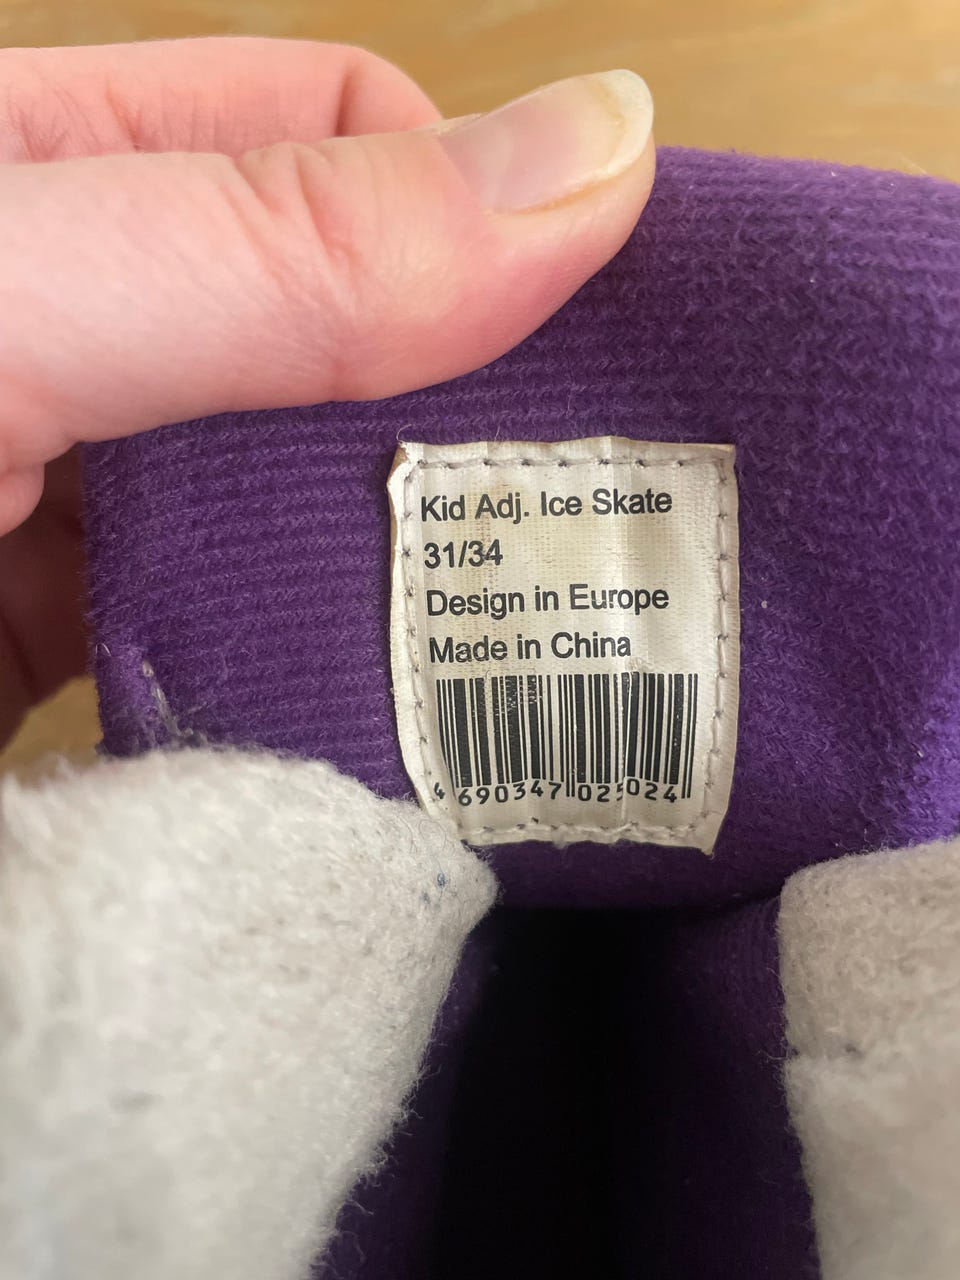 Kid Adj. Ice Skate
31/34
Design in Europe
Made in China
4 690347 025024